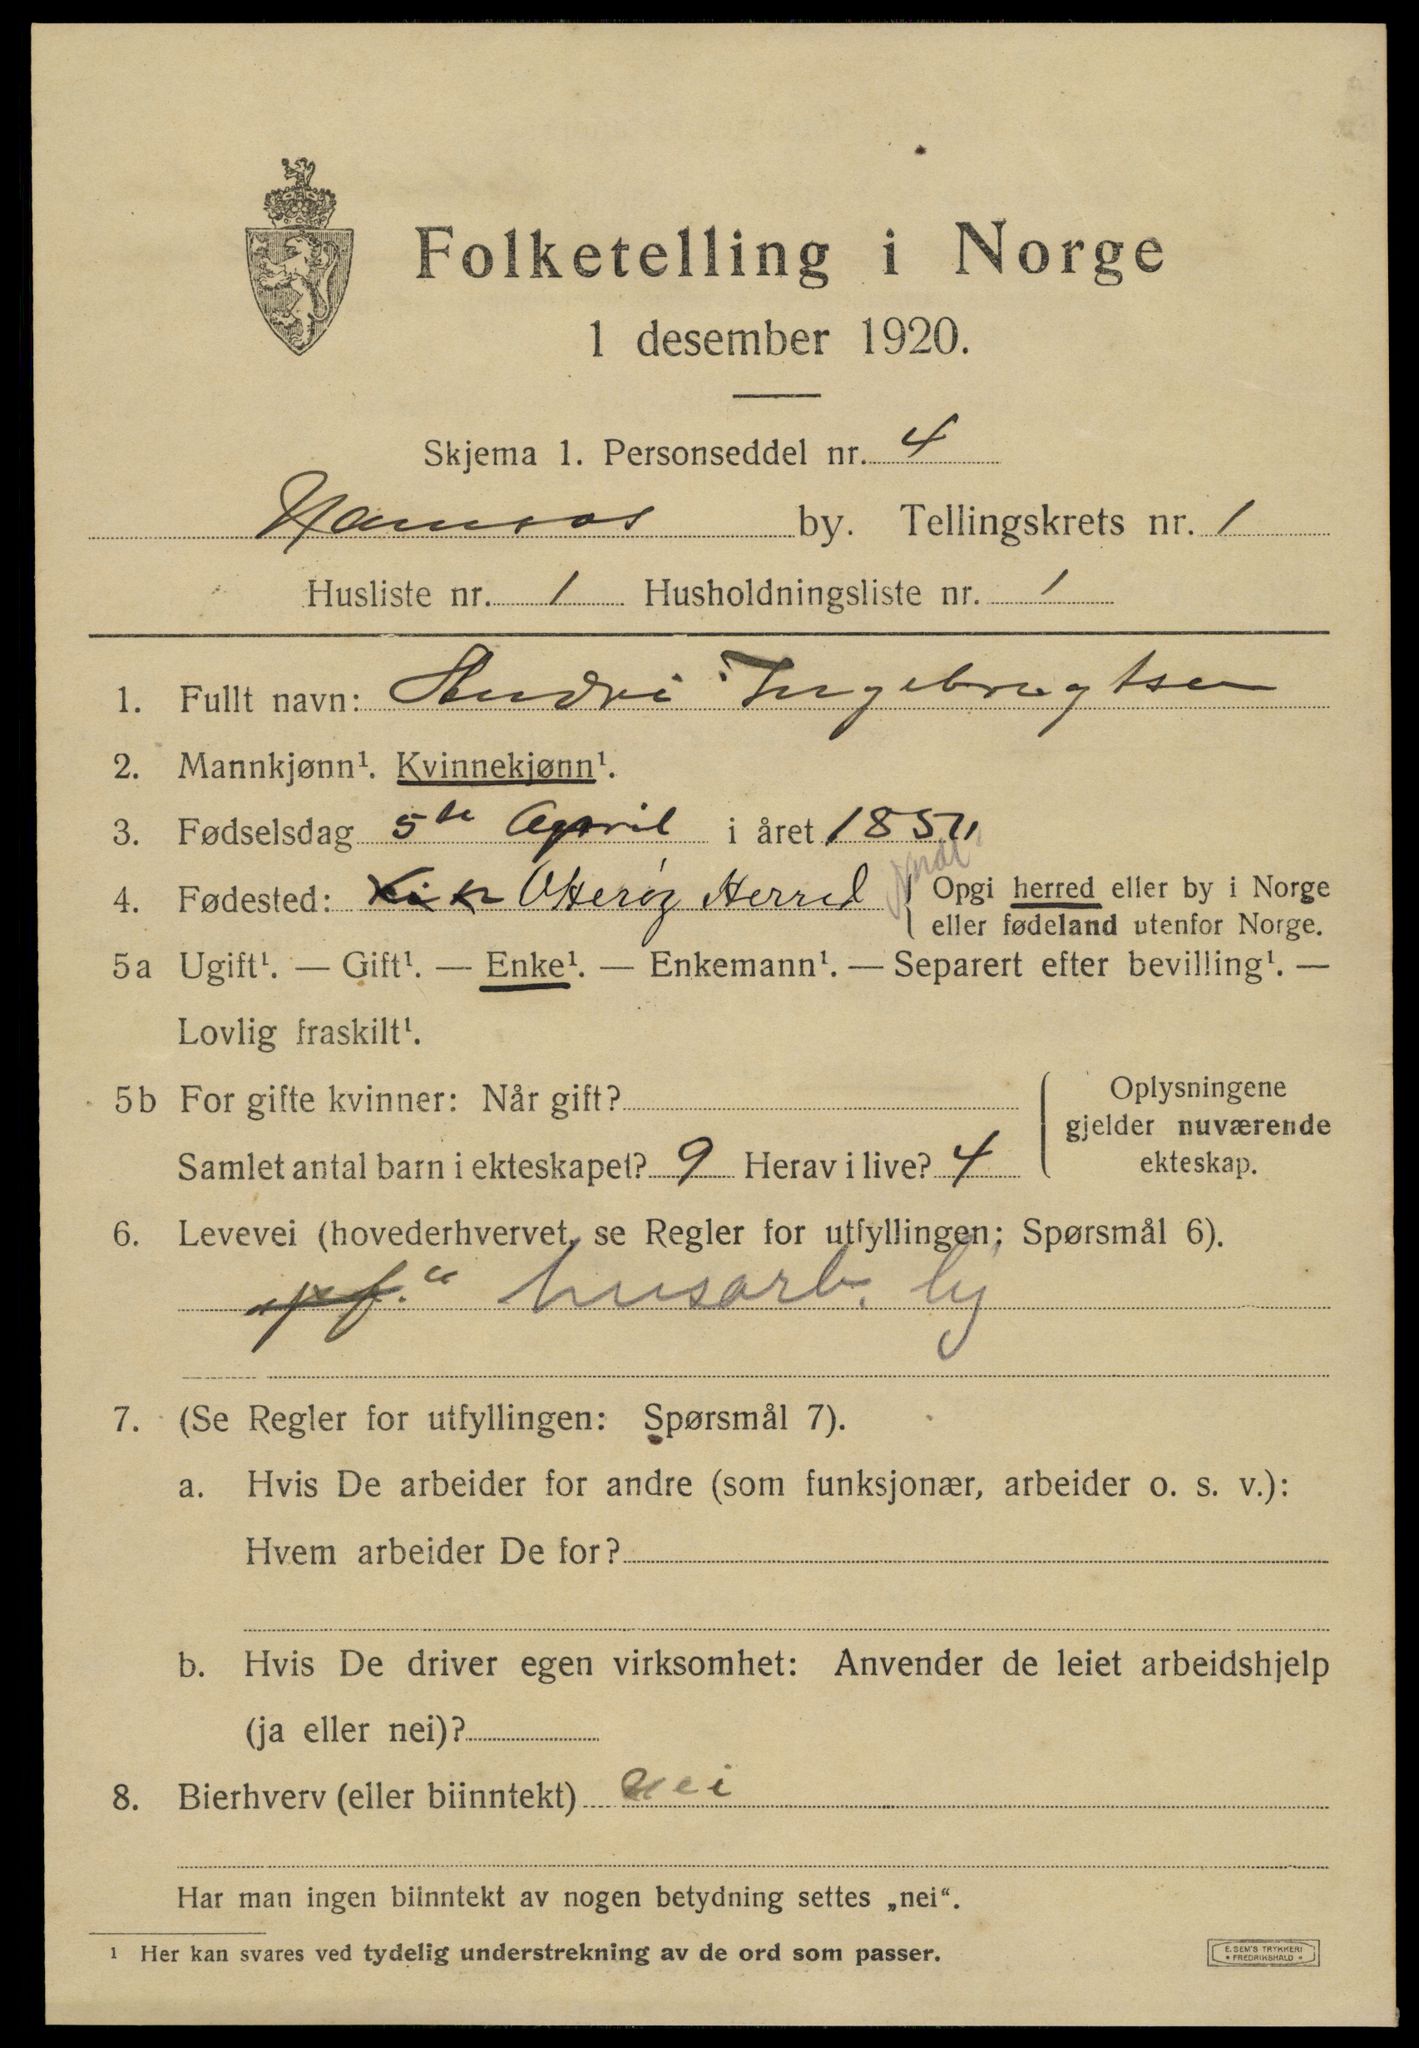 Folketelling i Norge
1 desember 1920.
Skjema 1. Personseddel nr. 4
Namsos by. Tellingskrets nr. 1
Husliste nr. 1 Husholdningsliste nr. 1
1. Fullt navn: Ingebrugtsen
2. Mannkjønn¹. Kvinnekjønn¹.
3. Fødselsdag 5te April i året
4. Fødested: Otterøy Herred
Opgi herred eller by i Norge
eller fødeland utenfor Norge.
5a Ugift¹. — Gift¹. — Enke¹. — Enkemann¹. — Separert efter bevilling¹. —
Lovlig fraskilt¹.
5b For gifte kvinner: Når gift?
Samlet antal barn i ekteskapet? 9 Herav i live? 4
Oplysningene
gjelder nuværende
ekteskap.
6. Levevei (hovederhvervet, se Regler for utfyllingen; Spørsmål 6).
husarb.
7. (Se Regler for utfyllingen: Spørsmål 7).
a. Hvis De arbeider for andre (som funksjonær, arbeider o. s. v.):
Hvem arbeider De for?
b. Hvis De driver egen virksomhet: Anvender de leiet arbeidshjelp
(ja eller nei)?
8. Bierhverv (eller biinntekt) nei
Har man ingen biinntekt av nogen betydning settes „nei“.
¹ Her kan svares ved tydelig understrekning av de ord som passer.
E. SEM'S TRYKKERI
* FREDRIKSHALD *